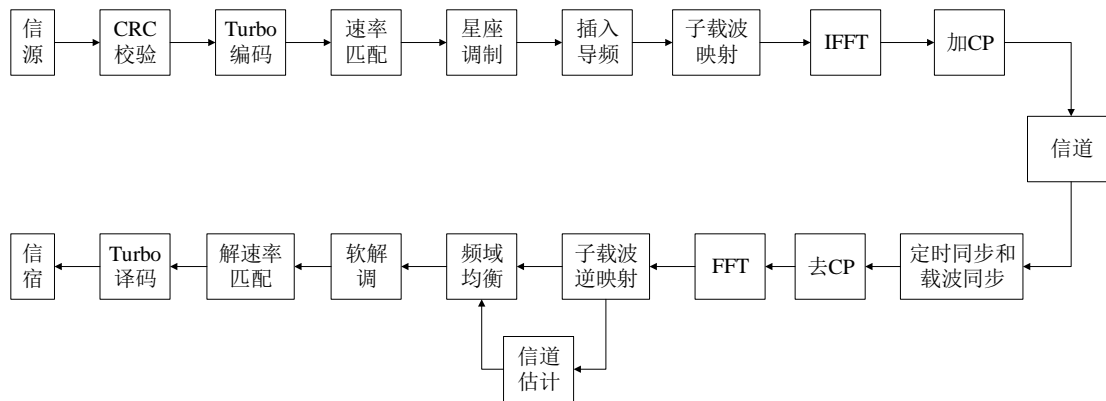 信
源
CRC
校验
Turbo
编码
速率
匹配
星座
调制
插入
导频
子载波
映射
IFFT
加CP
信道
定时同步和
载波同步
去CP
FFT
子载波
逆映射
信道
估计
频域
均衡
软解
调
解速率
匹配
Turbo
译码
信
宿